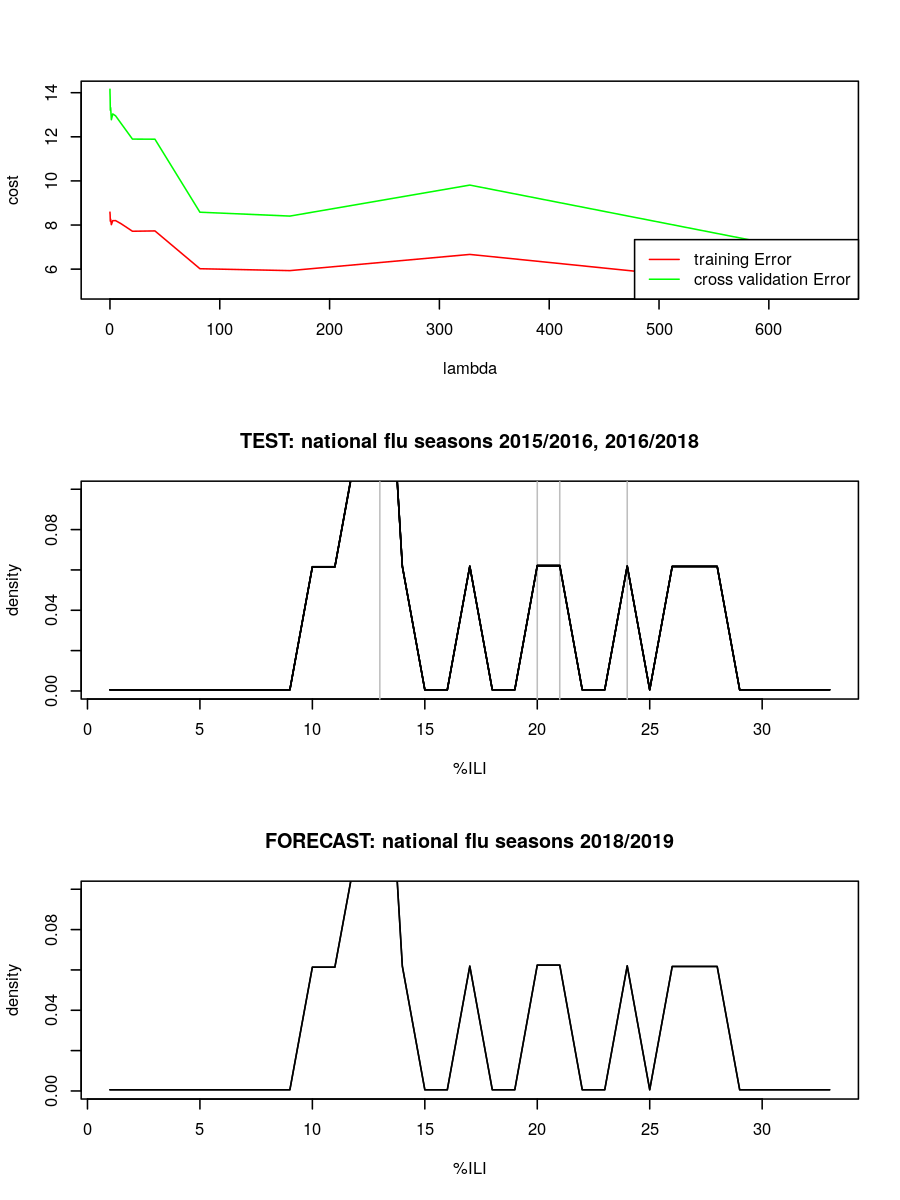 14
12
10
8
6
cost
training Error
cross validation Error
0 100 200 300 400 500 600
lambda
TEST: national flu seasons 2015/2016, 2016/2018
0.08
0.04
0.00
density
0 5 10 15 20 25 30
%ILI
FORECAST: national flu seasons 2018/2019
0.08
0.04
0.00
density
0 5 10 15 20 25 30
%ILI